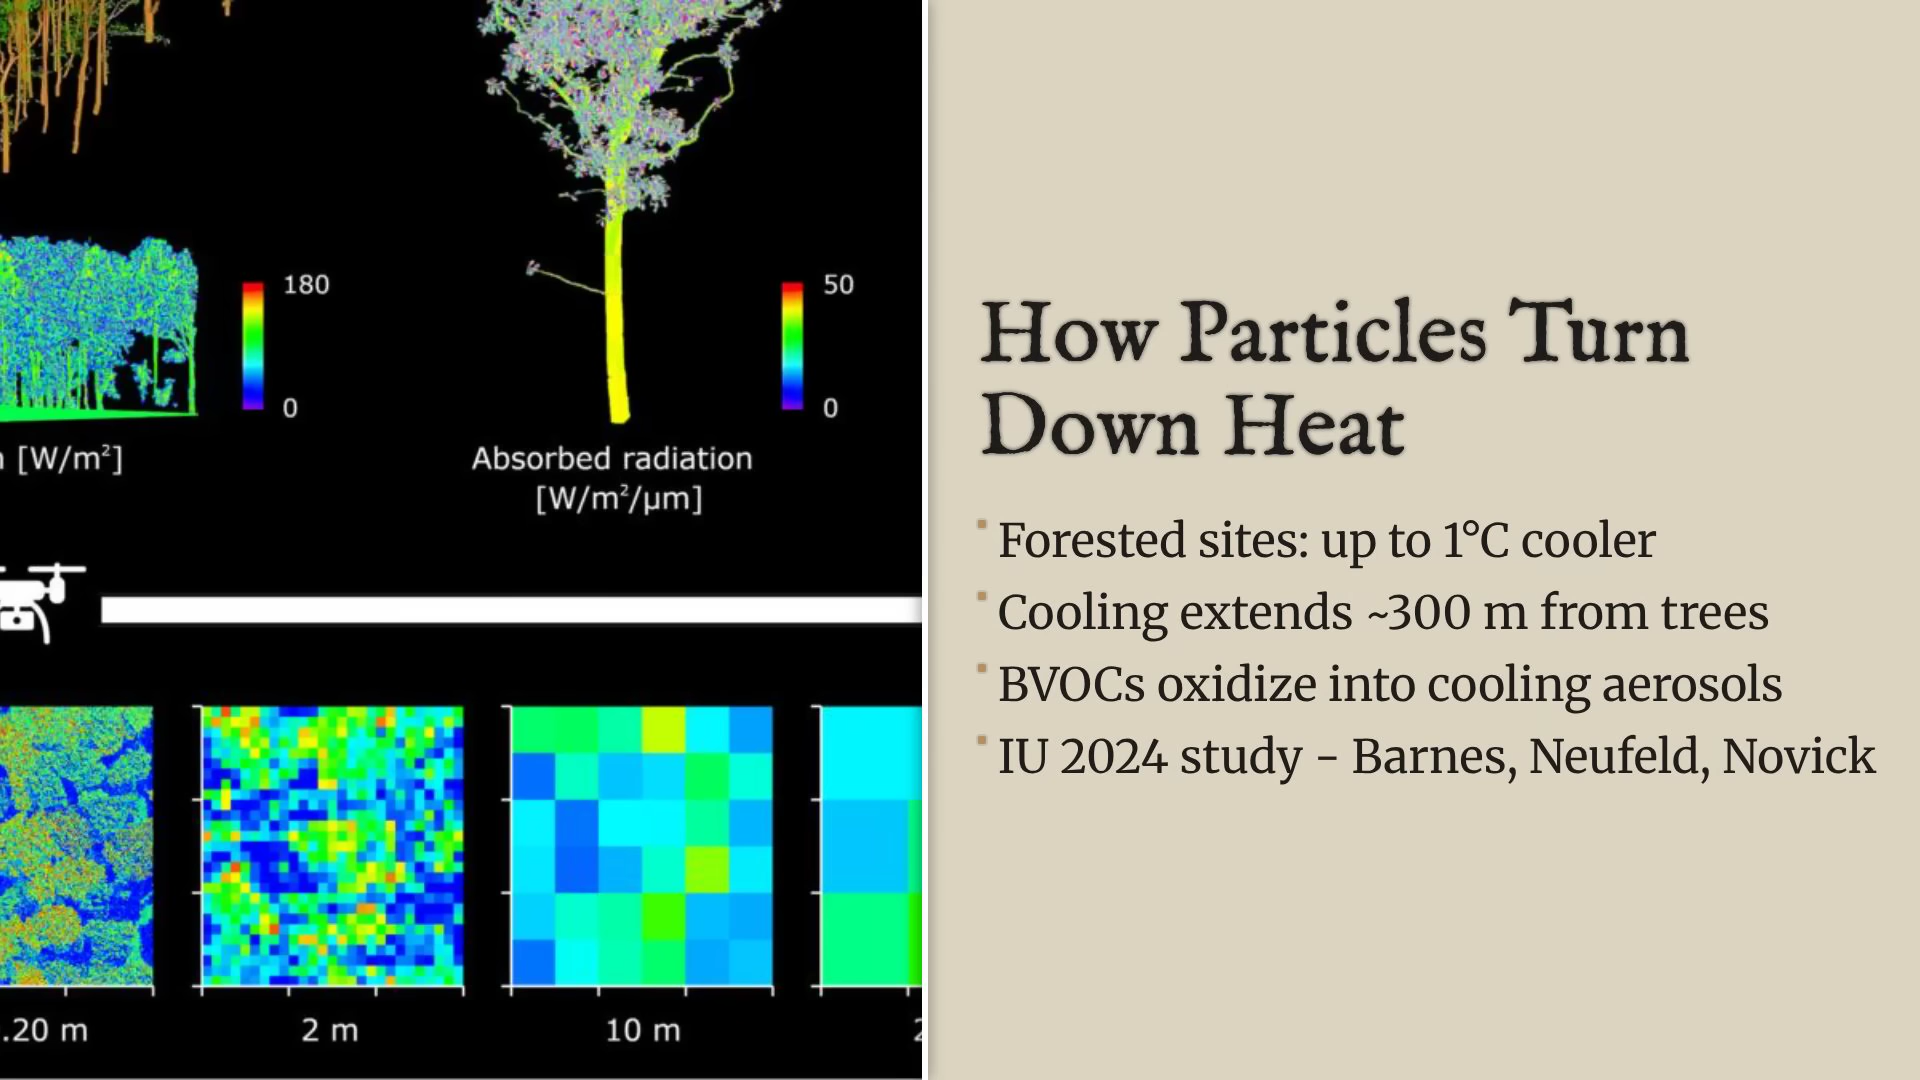 180
0
[W/m²]
50
0
Absorbed radiation
[W/m²/µm]
.20 m
2 m
10 m
How Particles Turn
Down Heat
Forested sites: up to 1°C cooler
Cooling extends ~300 m from trees
BVOCs oxidize into cooling aerosols
IU 2024 study - Barnes, Neufeld, Novick